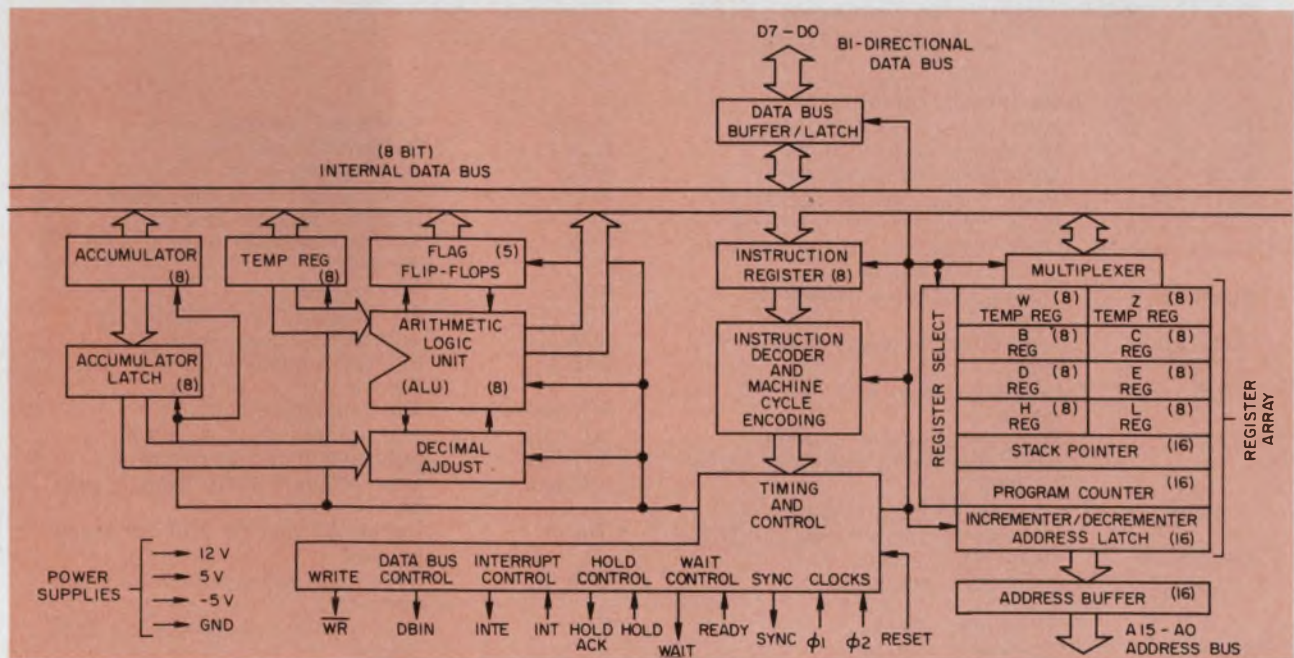 D7 – D0
BI-DIRECTIONAL
DATA BUS
DATA BUS
BUFFER/LATCH
(8 BIT)
INTERNAL DATA BUS
ACCUMULATOR
(8)
TEMP REG
(8)
FLAG (5)
FLIP-FLOPS
INSTRUCTION
REGISTER (8)
MULTIPLEXER
ACCUMULATOR
LATCH
(8)
ARITHMETIC
LOGIC
UNIT
(ALU) (8)
DECIMAL
AJDUST
INSTRUCTION
DECODER
AND
MACHINE
CYCLE
ENCODING
REGISTER SELECT
W (8)
TEMP REG
Z (8)
TEMP REG
B (8)
REG
C (8)
REG
D (8)
REG
E (8)
REG
H (8)
REG
L (8)
REG
STACK POINTER (16)
PROGRAM COUNTER (16)
INCREMENTER/DECREMENTER
ADDRESS LATCH (16)
REGISTER
ARRAY
TIMING
AND
CONTROL
POWER
SUPPLIES
12 V
5 V
-5 V
GND
WRITE
DATA BUS
CONTROL
INTERRUPT
CONTROL
HOLD
CONTROL
WAIT
CONTROL
SYNC
CLOCKS
WR
DBIN
INTE
INT
HOLD
ACK
HOLD
WAIT
READY
SYNC
ϕ1
ϕ2
RESET
ADDRESS BUFFER (16)
A15 – A0
ADDRESS BUS